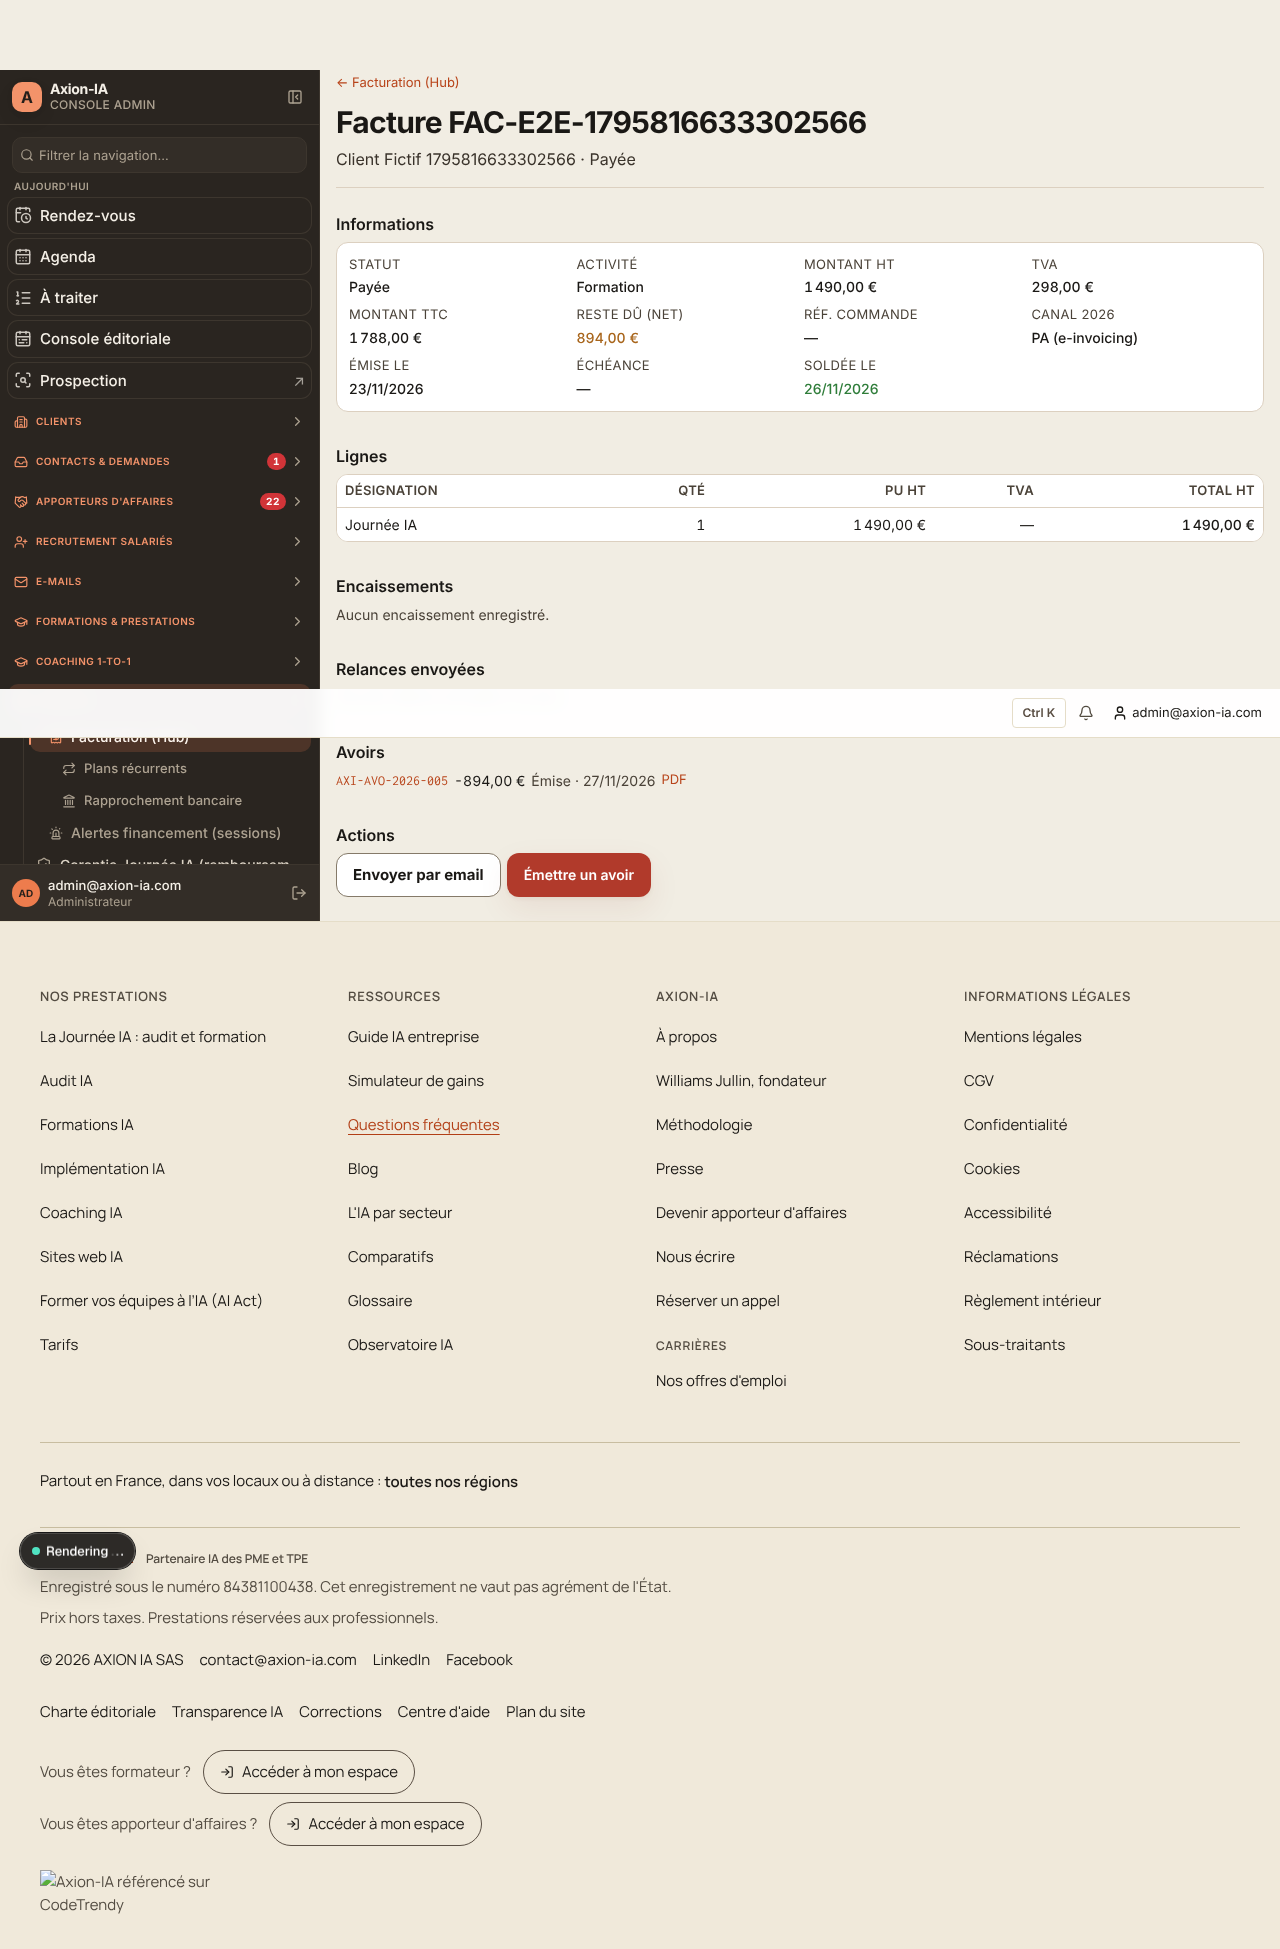 A
Axion-IA
CONSOLE ADMIN
Filtrer la navigation...
AUJOURD'HUI
Rendez-vous
Agenda
À traiter
Console éditoriale
Prospection
CLIENTS
CONTACTS & DEMANDES
1
APPORTEURS D'AFFAIRES
22
RECRUTEMENT SALARIÉS
E-MAILS
FORMATIONS & PRESTATIONS
COACHING 1-TO-1
Facturation (Hub)
Plans récurrents
Rapprochement bancaire
Alertes financement (sessions)
Garantie Journée IA (remboursem...
AD
admin@axion-ia.com
Administrateur
← Facturation (Hub)
Facture FAC-E2E-1795816633302566
Client Fictif 1795816633302566 · Payée
Informations
STATUT
Payée
ACTIVITÉ
Formation
MONTANT HT
1 490,00 €
TVA
298,00 €
MONTANT TTC
1 788,00 €
RESTE DÛ (NET)
894,00 €
RÉF. COMMANDE
—
CANAL 2026
PA (e-invoicing)
ÉMISE LE
23/11/2026
ÉCHÉANCE
—
SOLDÉE LE
26/11/2026
Lignes
DÉSIGNATION QTÉ PU HT TVA TOTAL HT
Journée IA 1 1 490,00 € — 1 490,00 €
Encaissements
Aucun encaissement enregistré.
Relances envoyées
Ctrl K
admin@axion-ia.com
Avoirs
AXI-AVO-2026-005 -894,00 € Émise · 27/11/2026 PDF
Actions
Envoyer par email
Émettre un avoir
NOS PRESTATIONS
La Journée IA : audit et formation
Audit IA
Formations IA
Implémentation IA
Coaching IA
Sites web IA
Former vos équipes à l'IA (AI Act)
Tarifs
RESSOURCES
Guide IA entreprise
Simulateur de gains
Questions fréquentes
Blog
L'IA par secteur
Comparatifs
Glossaire
Observatoire IA
AXION-IA
À propos
Williams Jullin, fondateur
Méthodologie
Presse
Devenir apporteur d'affaires
Nous écrire
Réserver un appel
CARRIÈRES
Nos offres d'emploi
INFORMATIONS LÉGALES
Mentions légales
CGV
Confidentialité
Cookies
Accessibilité
Réclamations
Règlement intérieur
Sous-traitants
Partout en France, dans vos locaux ou à distance : toutes nos régions
Rendering ...
Partenaire IA des PME et TPE
Enregistré sous le numéro 84381100438. Cet enregistrement ne vaut pas agrément de l'État.
Prix hors taxes. Prestations réservées aux professionnels.
© 2026 AXION IA SAS contact@axion-ia.com LinkedIn Facebook
Charte éditoriale Transparence IA Corrections Centre d'aide Plan du site
Vous êtes formateur ? Accéder à mon espace
Vous êtes apporteur d'affaires ? Accéder à mon espace
Axion-IA référencé sur
CodeTrendy